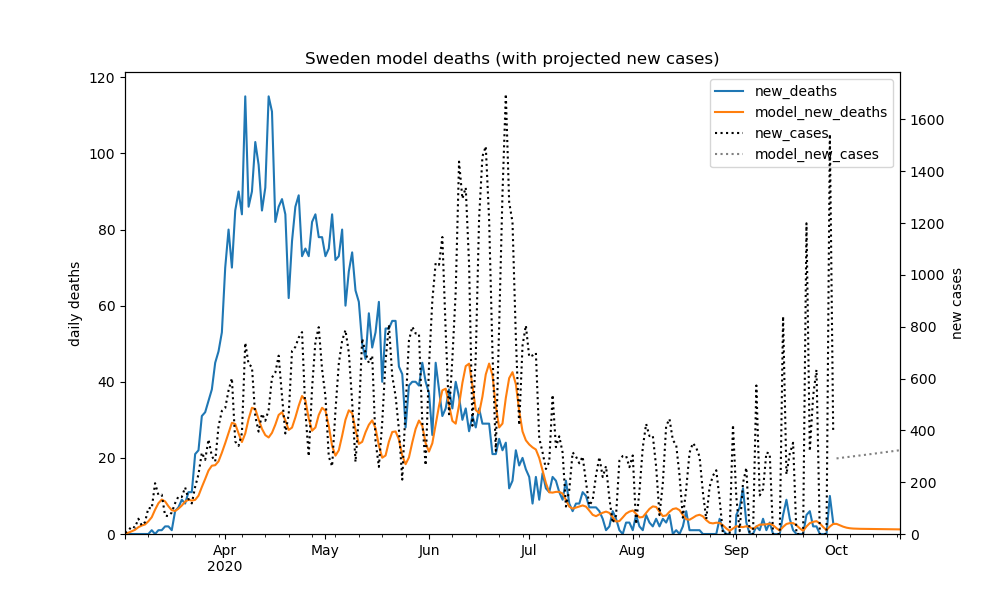 Sweden model deaths (with projected new cases)
120
100
80
60
40
20
0
daily deaths
new_deaths
model_new_deaths
new_cases
model_new_cases
1600
1400
1200
1000
800
600
400
200
0
new cases
Apr
2020
May
Jun
Jul
Aug
Sep
Oct